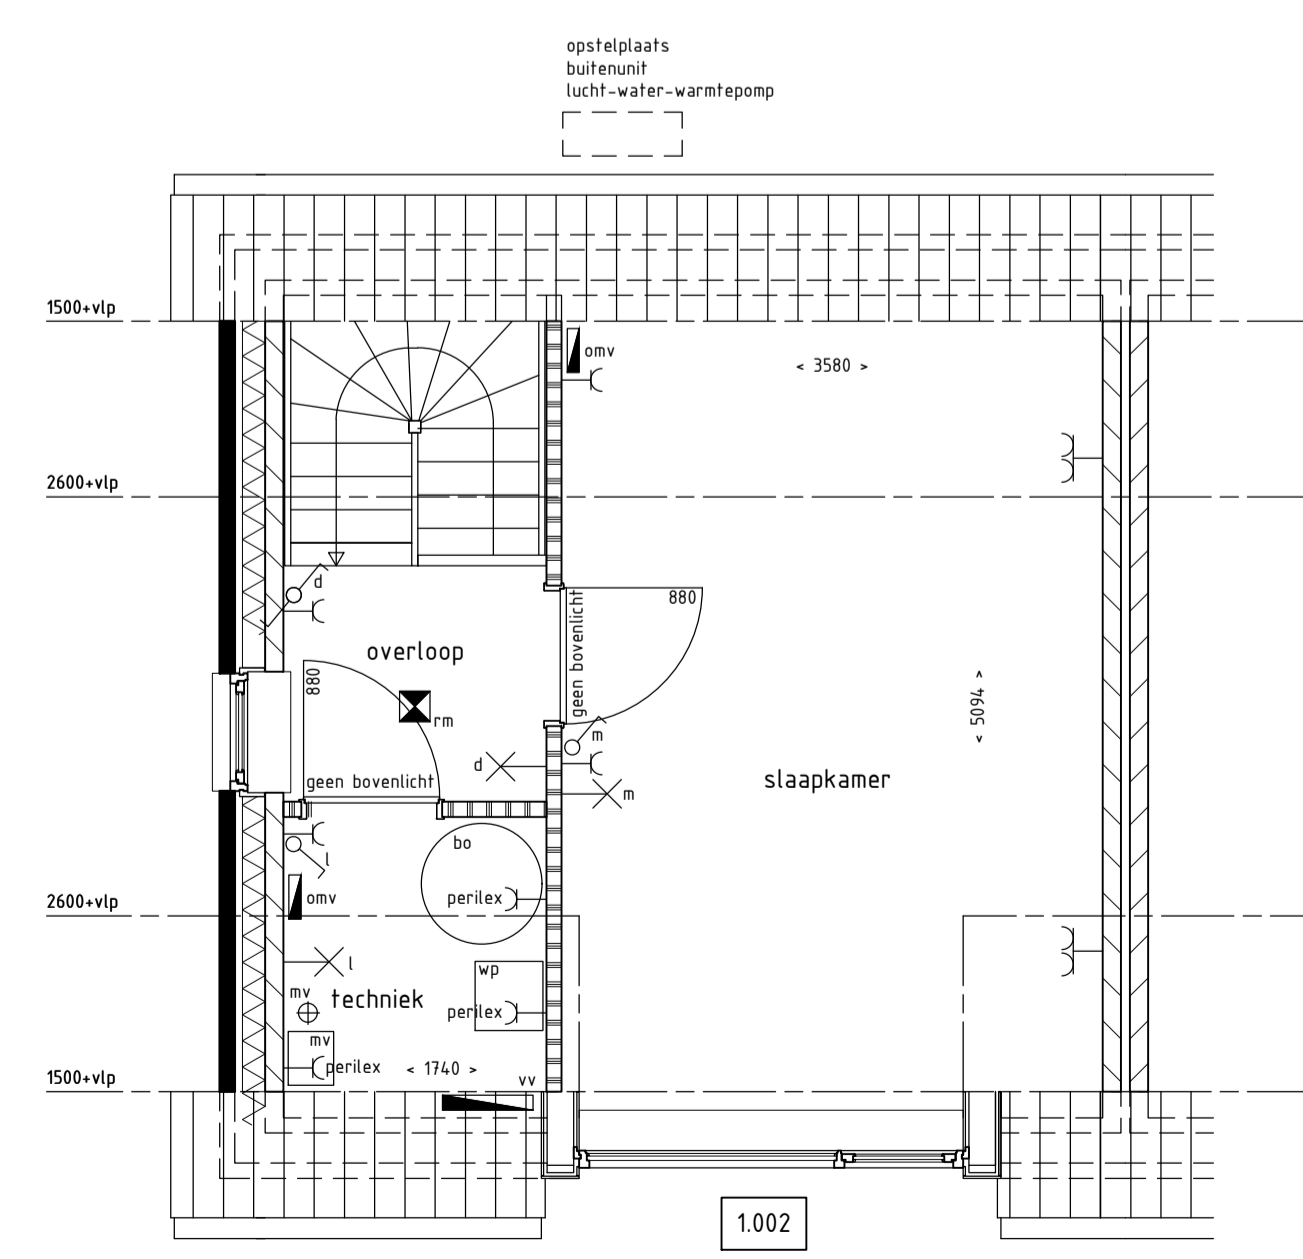 opstelplaats
buitenunit
lucht-water-warmtepomp
1500+vlp
omv
< 3580 >
2600+vlp
d
880
geen bovenlicht
overloop
880
rm
< 5094 >
m
d
slaapkamer
geen bovenlicht
m
bo
l
omv
perilex
2600+vlp
l
wp
mv
techniek
perilex
mv
perilex
< 1740 >
1500+vlp
vv
1.002